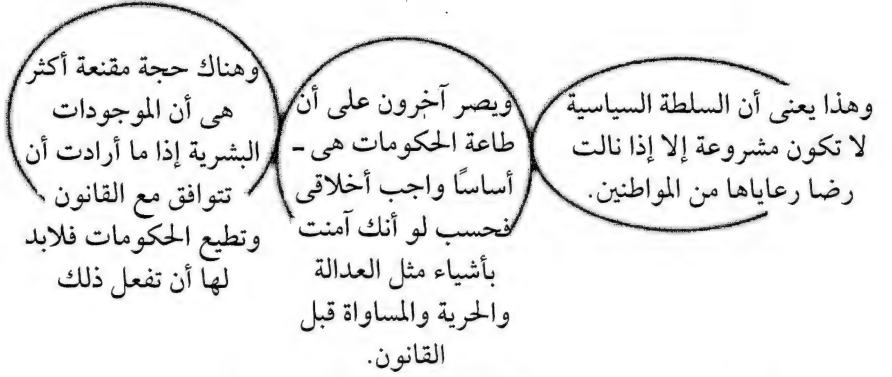 وهذا يعنى أن السلطة السياسية
لا تكون مشروعة إلا إذا نالت
رضا رعاياها من المواطنين.
ويصر آخرون على أن
طاعة الحكومات هى -
أساسًا واجب أخلاقى
فحسب لو أنك آمنت
بأشياء مثل العدالة
والحرية والمساواة قبل
القانون.
وهناك حجة مقنعة أكثر
هى أن الموجودات
البشرية إذا ما أرادت أن
تتوافق مع القانون
وتطيع الحكومات فلابد
لها أن تفعل ذلك